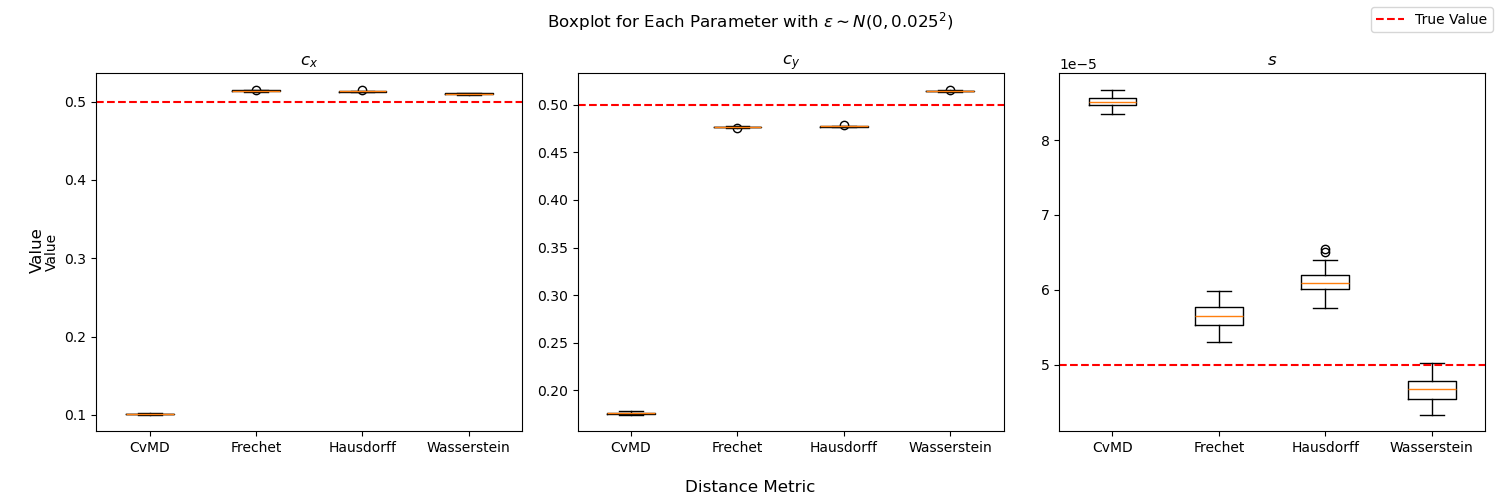 Boxplot for Each Parameter with ε ~ N(0, 0.025²)
True Value
c_x
0.5
0.4
0.3
0.2
0.1
Value
Value
CvMD Frechet Hausdorff Wasserstein
c_y
0.50
0.45
0.40
0.35
0.30
0.25
0.20
CvMD Frechet Hausdorff Wasserstein
1e−5
s
8
7
6
5
CvMD Frechet Hausdorff Wasserstein
Distance Metric